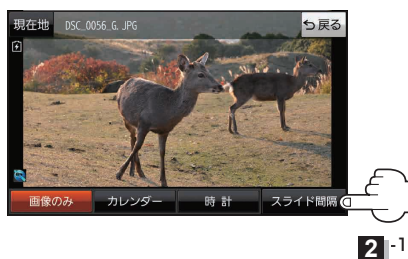 現在地 DSC_0056_G.JPG 戻る
画像のみ カレンダー 時計 スライド間隔
2 -1